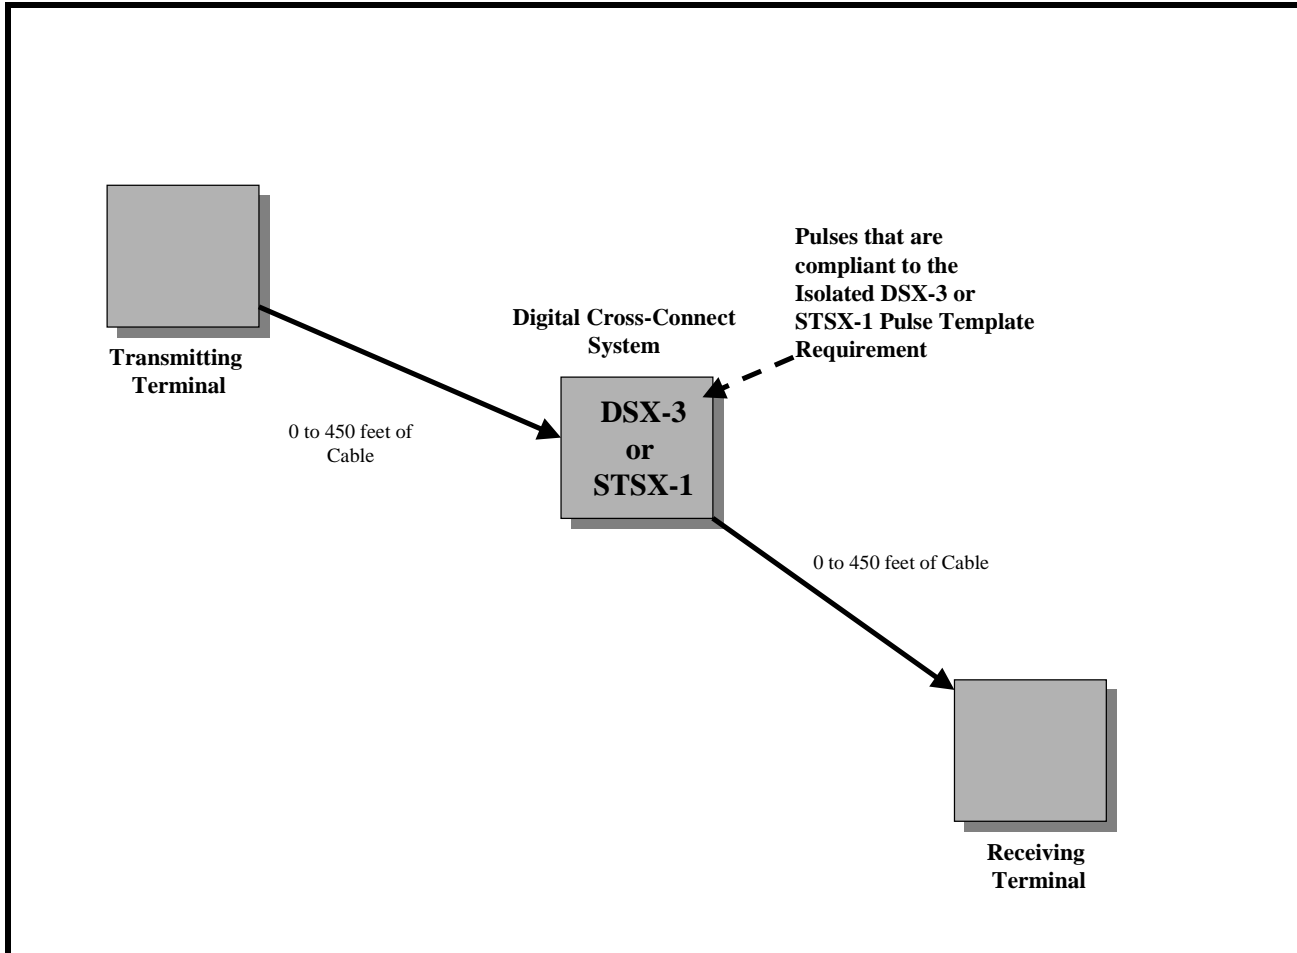 Pulses that are
compliant to the
Isolated DSX-3 or
STSX-1 Pulse Template
Requirement
Digital Cross-Connect
System
Transmitting
Terminal
DSX-3
or
STSX-1
0 to 450 feet of
Cable
0 to 450 feet of Cable
Receiving
Terminal